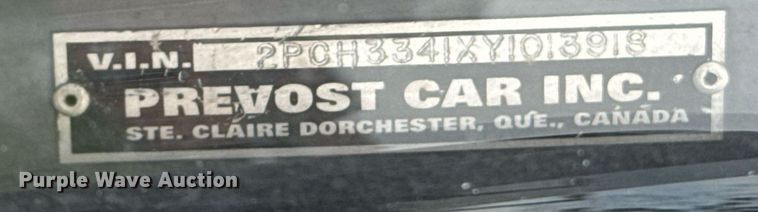 V.I.N. 2PCH3341XY1013918
PREVOST CAR INC.
STE. CLAIRE DORCHESTER, QUE., CANADA
Purple Wave Auction